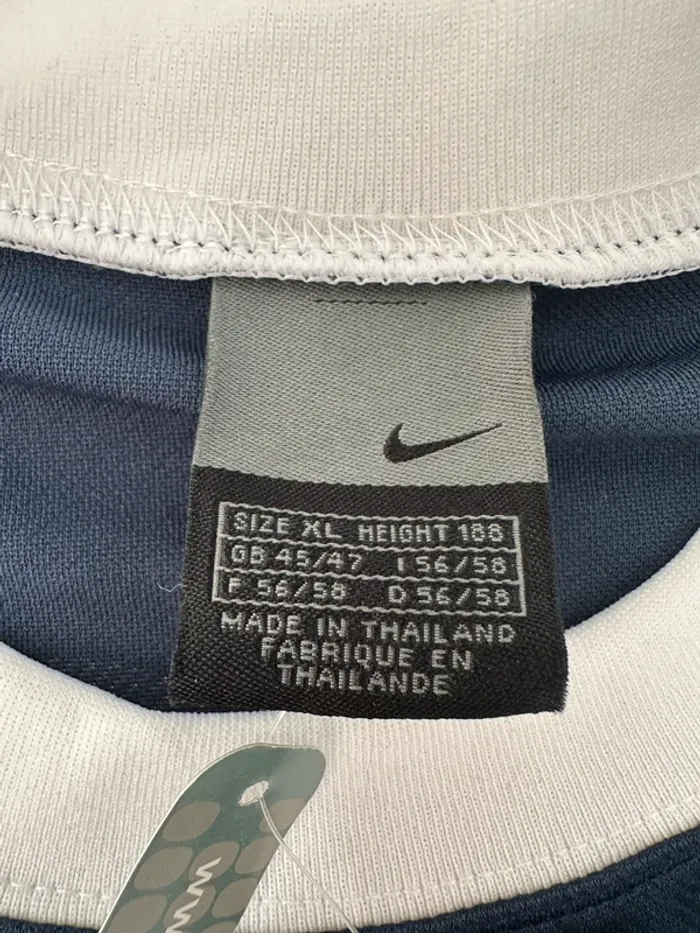 SIZE XL HEIGHT 188
GB 45/47 I 56/58
F 56/58 D 56/58
MADE IN THAILAND
FABRIQUE EN
THAILANDE